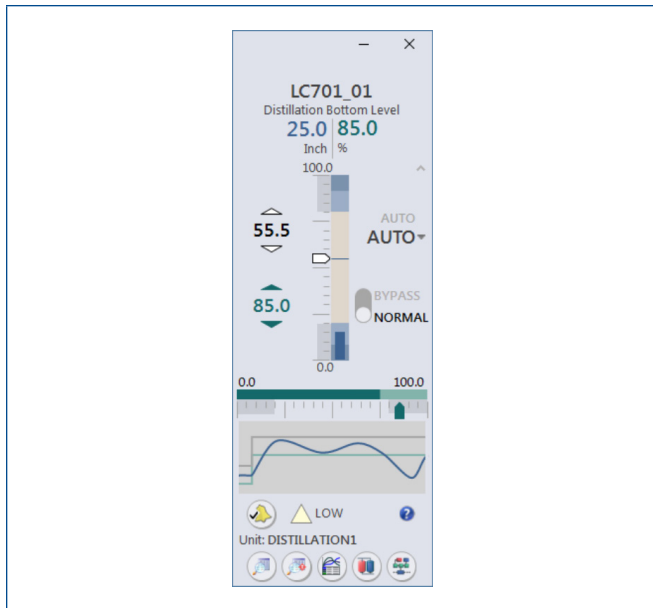 LC701_01
Distillation Bottom Level
25.0 85.0
Inch %
100.0
AUTO
55.5
AUTO
BYPASS
85.0
NORMAL
0.0
0.0 100.0
LOW
?
Unit: DISTILLATION1